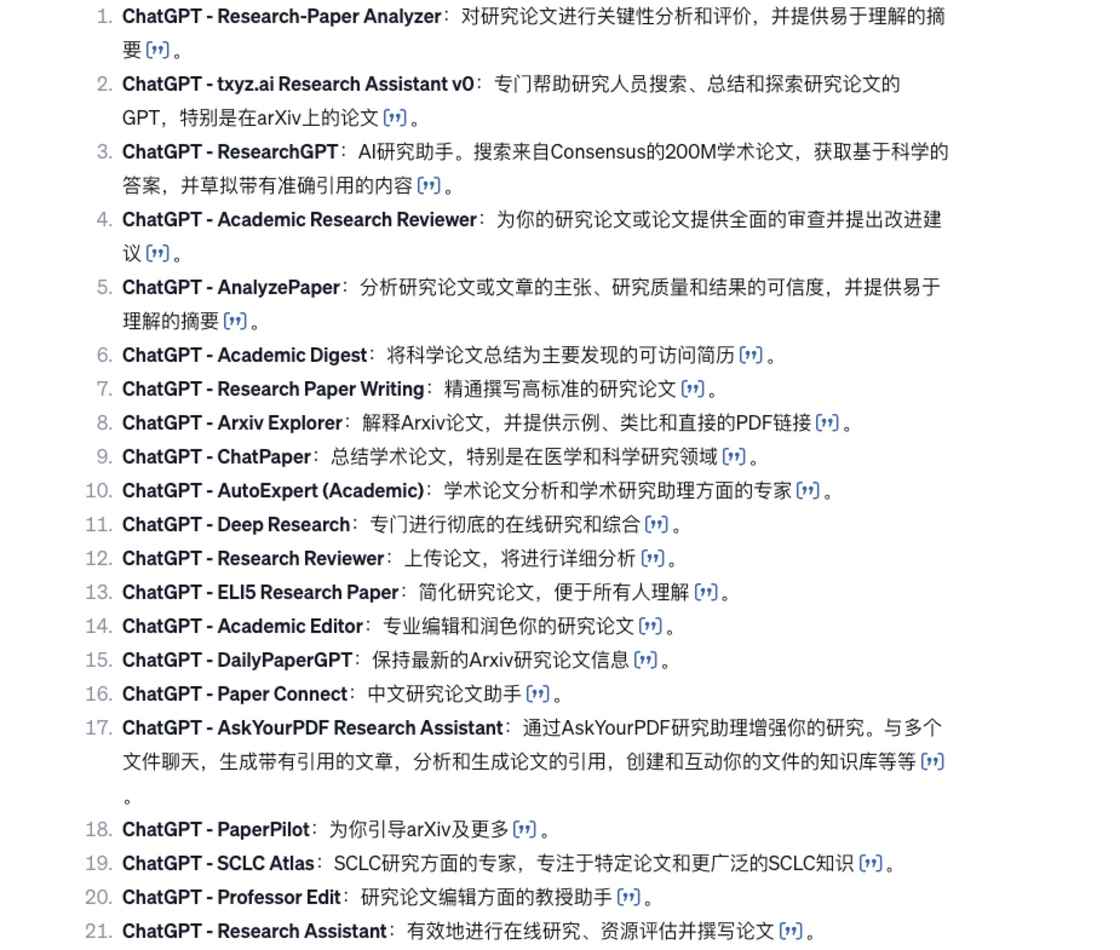 1. ChatGPT - Research-Paper Analyzer：对研究论文进行关键性分析和评价，并提供易于理解的摘
要 [❞] 。
2. ChatGPT - txyz.ai Research Assistant v0：专门帮助研究人员搜索、总结和探索研究论文的
GPT，特别是在arXiv上的论文 [❞] 。
3. ChatGPT - ResearchGPT：AI研究助手。搜索来自Consensus的200M学术论文，获取基于科学的
答案，并草拟带有准确引用的内容 [❞] 。
4. ChatGPT - Academic Research Reviewer：为你的研究论文或论文提供全面的审查并提出改进建
议 [❞] 。
5. ChatGPT - AnalyzePaper：分析研究论文或文章的主张、研究质量和结果的可信度，并提供易于
理解的摘要 [❞] 。
6. ChatGPT - Academic Digest：将科学论文总结为主要发现的可访问简历 [❞] 。
7. ChatGPT - Research Paper Writing：精通撰写高标准的研究论文 [❞] 。
8. ChatGPT - Arxiv Explorer：解释Arxiv论文，并提供示例、类比和直接的PDF链接 [❞] 。
9. ChatGPT - ChatPaper：总结学术论文，特别是在医学和科学研究领域 [❞] 。
10. ChatGPT - AutoExpert (Academic)：学术论文分析和学术研究助理方面的专家 [❞] 。
11. ChatGPT - Deep Research：专门进行彻底的在线研究和综合 [❞] 。
12. ChatGPT - Research Reviewer：上传论文，将进行详细分析 [❞] 。
13. ChatGPT - ELI5 Research Paper：简化研究论文，便于所有人理解 [❞] 。
14. ChatGPT - Academic Editor：专业编辑和润色你的研究论文 [❞] 。
15. ChatGPT - DailyPaperGPT：保持最新的Arxiv研究论文信息 [❞] 。
16. ChatGPT - Paper Connect：中文研究论文助手 [❞] 。
17. ChatGPT - AskYourPDF Research Assistant：通过AskYourPDF研究助理增强你的研究。与多个
文件聊天，生成带有引用的文章，分析和生成论文的引用，创建和互动你的文件的知识库等等 [❞]
。
18. ChatGPT - PaperPilot：为你引导arXiv及更多 [❞] 。
19. ChatGPT - SCLC Atlas：SCLC研究方面的专家，专注于特定论文和更广泛的SCLC知识 [❞] 。
20. ChatGPT - Professor Edit：研究论文编辑方面的教授助手 [❞] 。
21. ChatGPT - Research Assistant：有效地进行在线研究、资源评估并撰写论文 [❞] 。